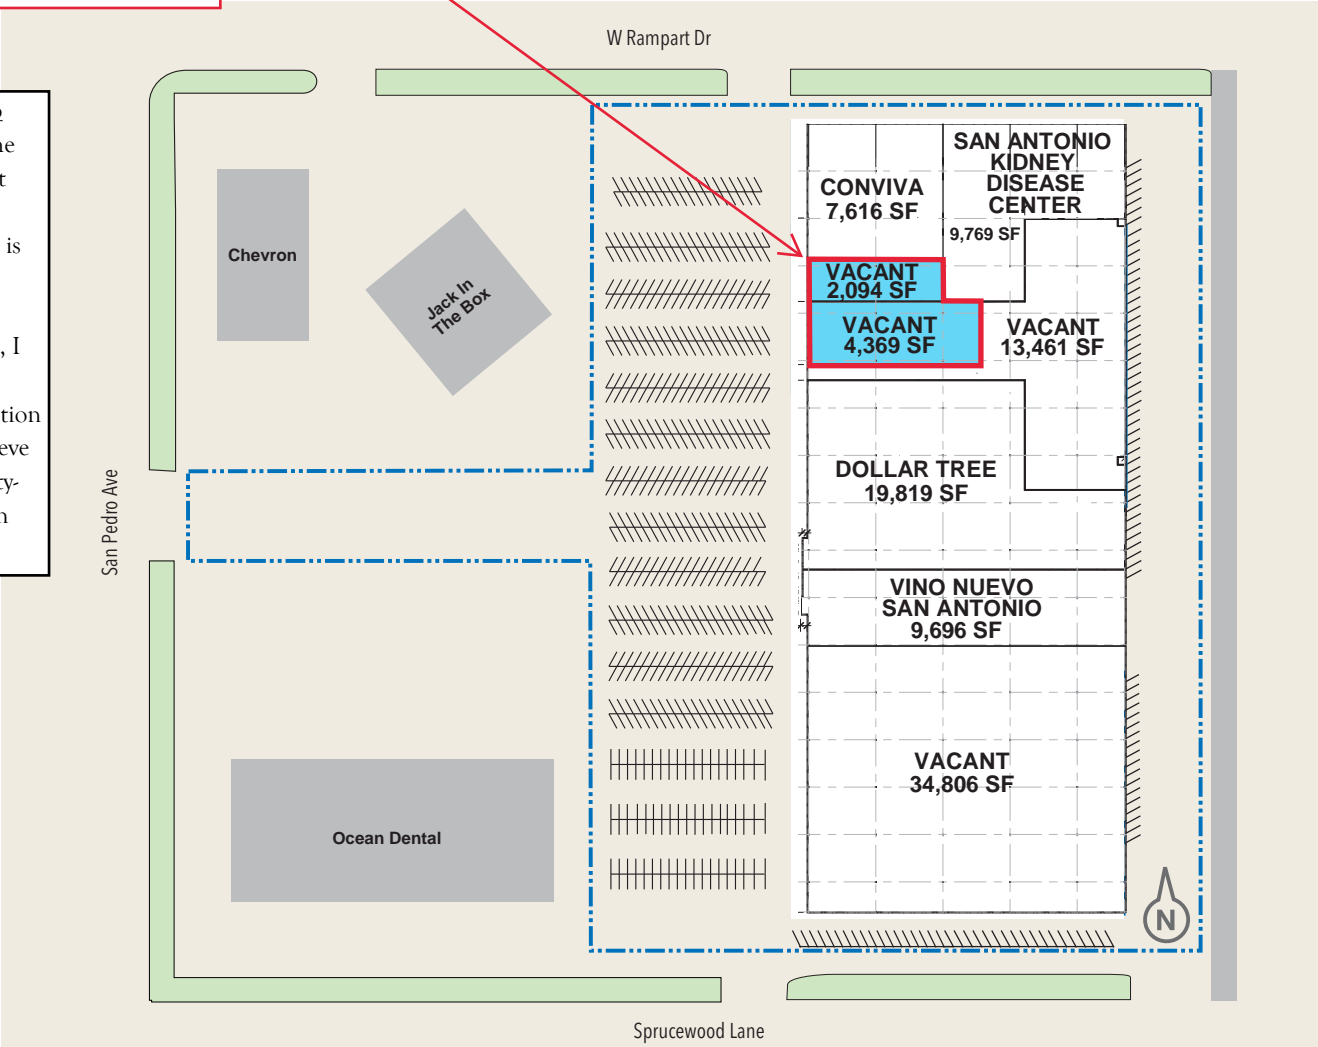 W Rampart Dr
is
, I
Chevron
Jack In
The Box
CONVIVA
7,616 SF
SAN ANTONIO
KIDNEY
DISEASE
CENTER
9,769 SF
VACANT
2,094 SF
VACANT
4,369 SF
VACANT
13,461 SF
San Pedro Ave
DOLLAR TREE
19,819 SF
VINO NUEVO
SAN ANTONIO
9,696 SF
VACANT
34,806 SF
Ocean Dental
N
Sprucewood Lane